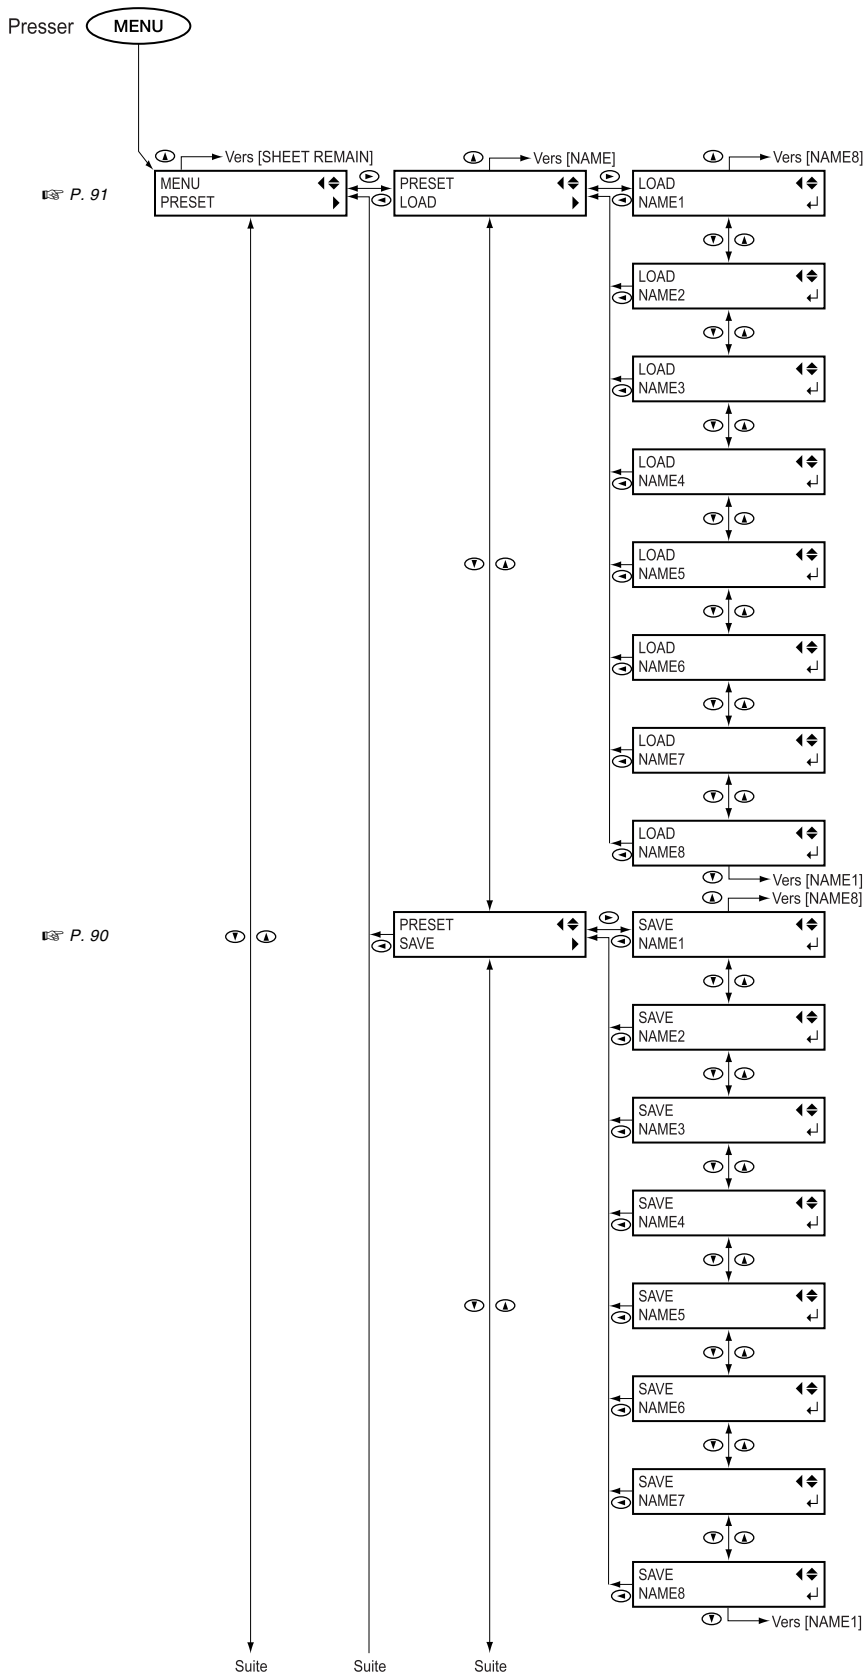 Presser MENU
Vers [SHEET REMAIN]
Vers [NAME]
Vers [NAME8]
P. 91
MENU
PRESET
PRESET
LOAD
LOAD
NAME1
LOAD
NAME2
LOAD
NAME3
LOAD
NAME4
LOAD
NAME5
LOAD
NAME6
LOAD
NAME7
LOAD
NAME8
Vers [NAME1]
Vers [NAME8]
P. 90
PRESET
SAVE
SAVE
NAME1
SAVE
NAME2
SAVE
NAME3
SAVE
NAME4
SAVE
NAME5
SAVE
NAME6
SAVE
NAME7
SAVE
NAME8
Vers [NAME1]
Suite Suite Suite